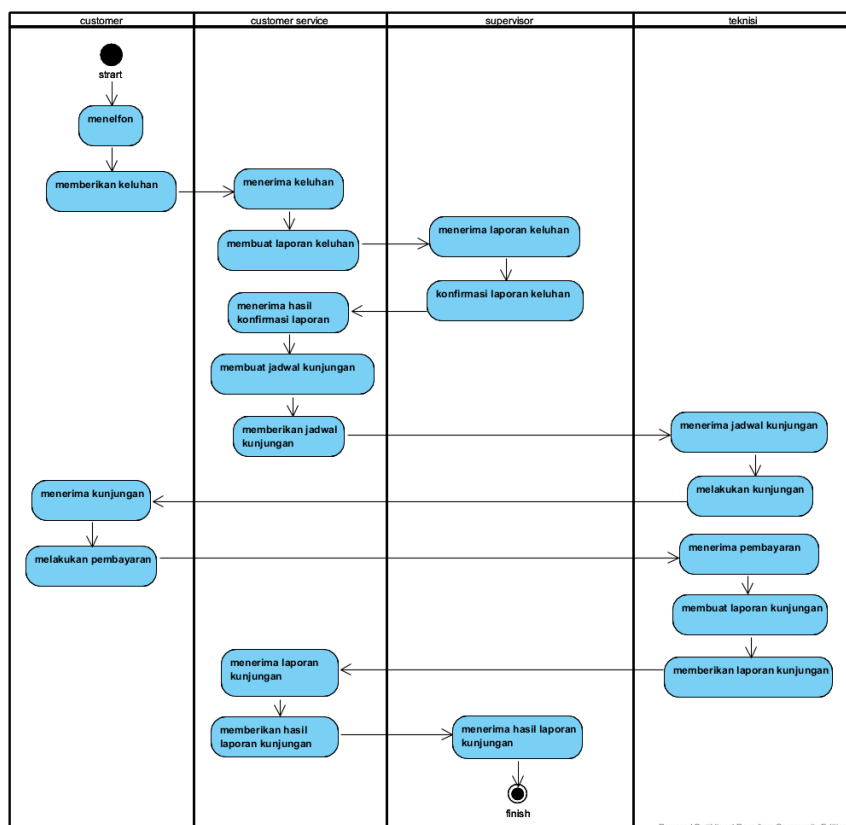 customer
customer service
supervisor
teknisi
strart
menelfon
memberikan keluhan
menerima keluhan
membuat laporan keluhan
menerima laporan keluhan
konfirmasi laporan keluhan
menerima hasil
konfirmasi laporan
membuat jadwal kunjungan
memberikan jadwal
kunjungan
menerima jadwal kunjungan
melakukan kunjungan
menerima kunjungan
melakukan pembayaran
menerima pembayaran
membuat laporan kunjungan
memberikan laporan kunjungan
menerima laporan
kunjungan
memberikan hasil
laporan kunjungan
menerima hasil laporan
kunjungan
finish